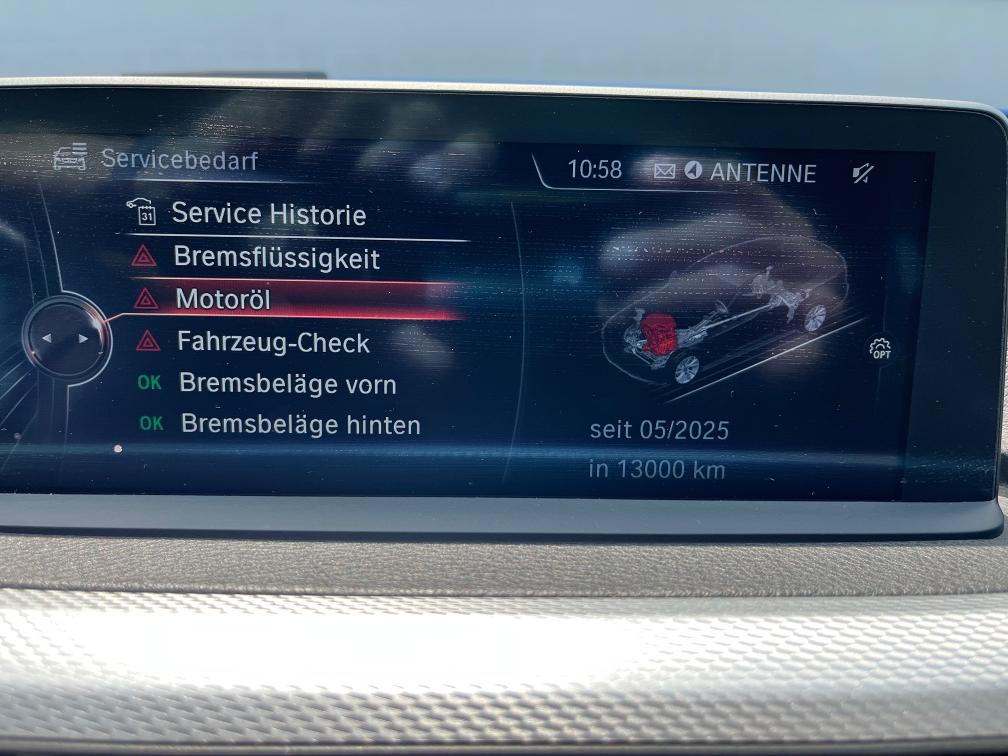 Servicebedarf
10:58 ANTENNE
31 Service Historie
Bremsflüssigkeit
Motoröl
Fahrzeug-Check
OK Bremsbeläge vorn
OK Bremsbeläge hinten
OPT
seit 05/2025
in 13000 km